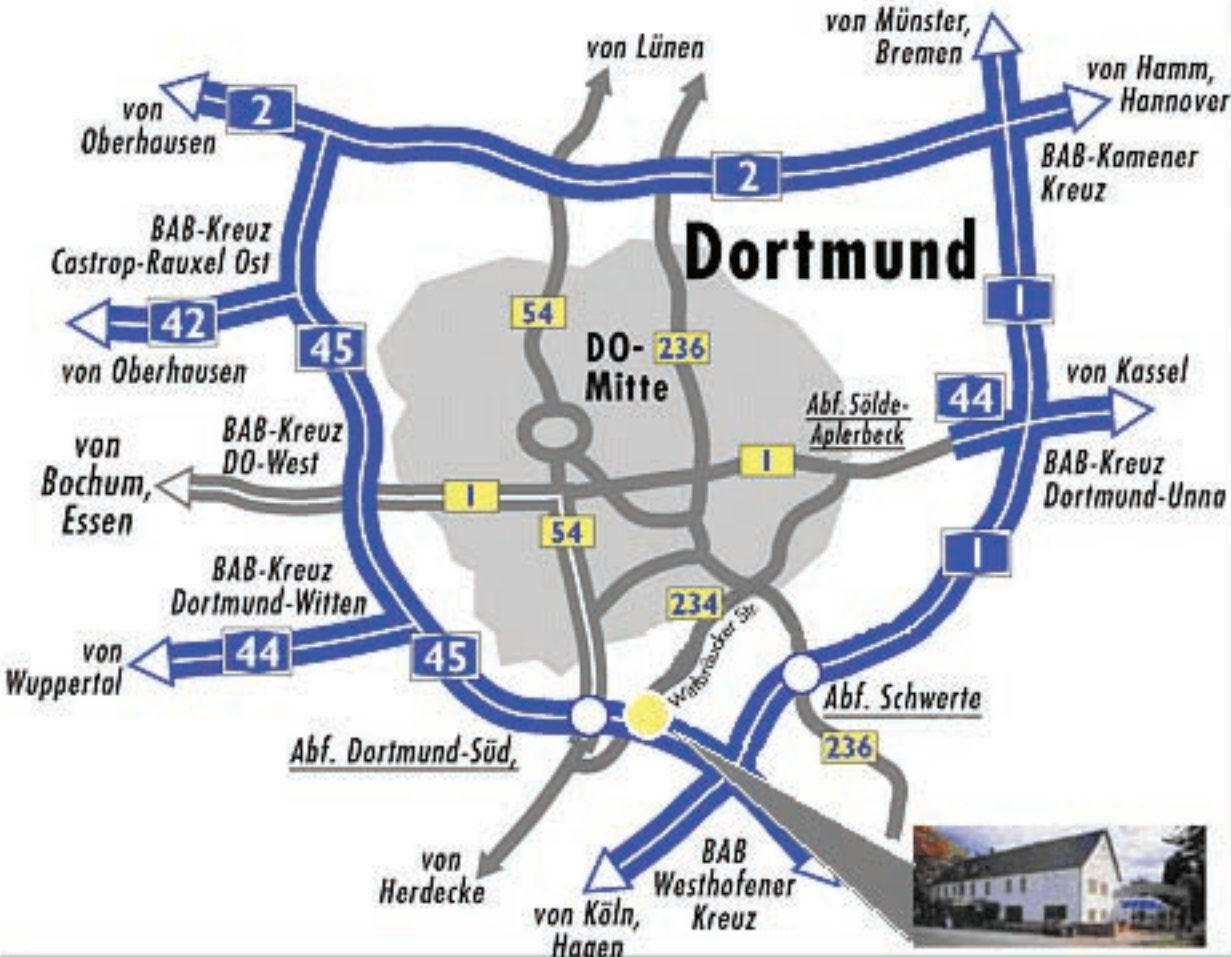 von Münster,
Bremen
von Lünen
von Hamm,
Hannover
von
Oberhausen
2
2
BAB-Kamener
Kreuz
BAB-Kreuz
Castrop-Rauxel Ost
Dortmund
42
45
54
1
von Oberhausen
DO-
Mitte
236
von Kassel
44
Abf. Sölde-
Aplerbeck
BAB-Kreuz
DO-West
von
Bochum,
Essen
1
1
BAB-Kreuz
Dortmund-Unna
54
1
BAB-Kreuz
Dortmund-Witten
234
von
Wuppertal
44
45
Abf. Schwerte
Abf. Dortmund-Süd,
236
von
Herdecke
BAB
Westhofener
Kreuz
von Köln,
Hagen